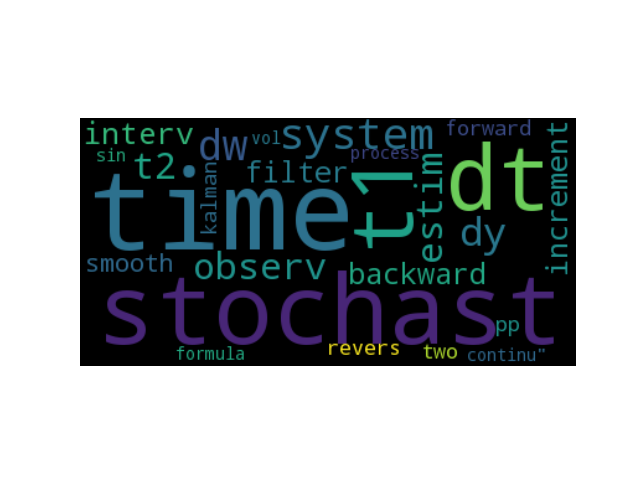 interv
dw
vol
system
forward
sin
t2
filter
process
time
kalman
t1
estim
dt
increment
dy
smooth
observ
backward
stochast
pp
formula
revers
two
continu"